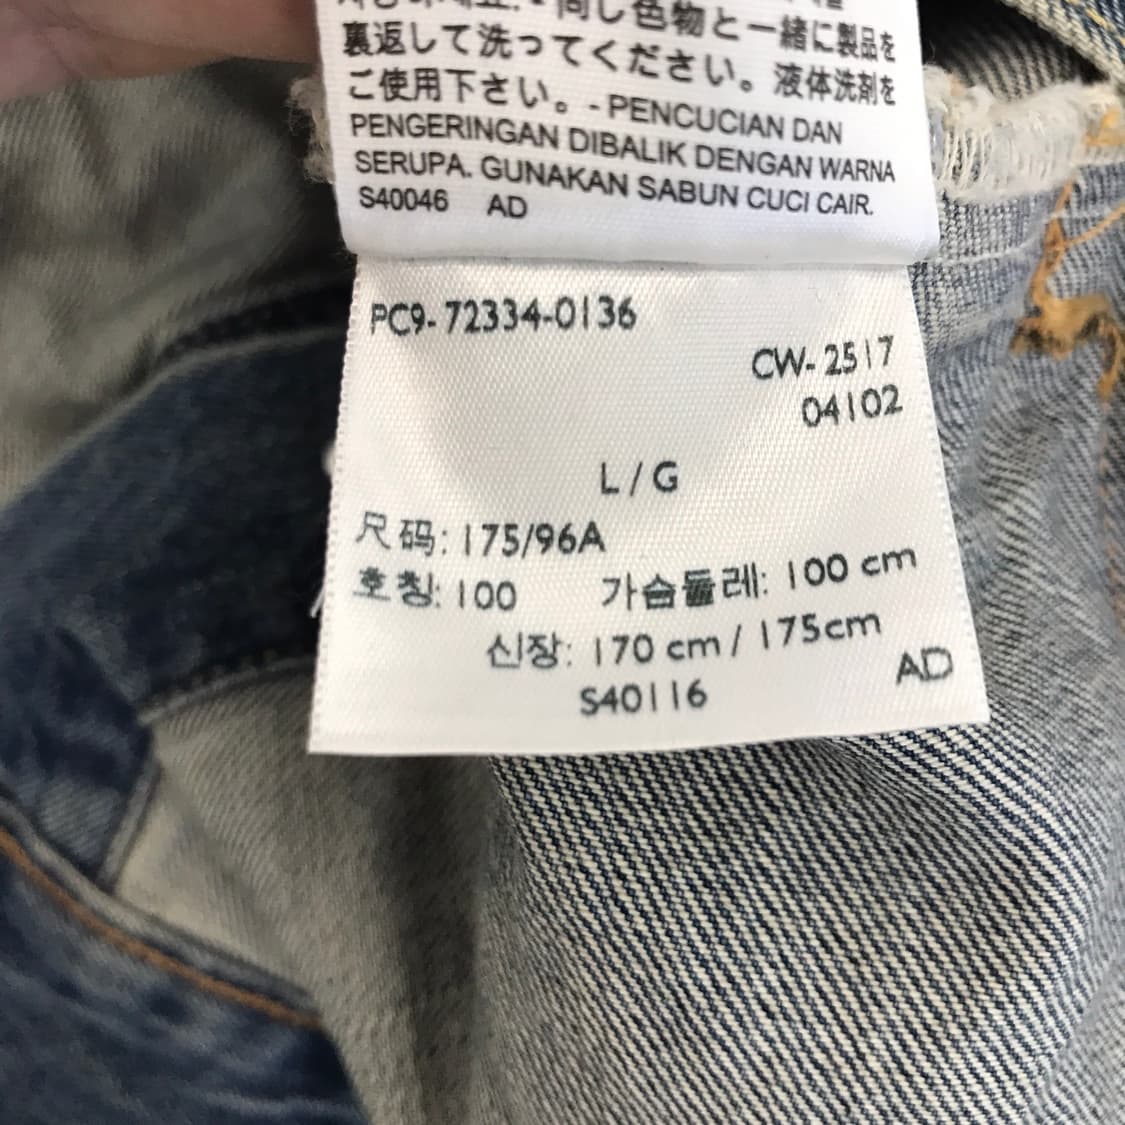 同じ色物と一緒に製品を
裏返して洗ってください。液体洗剤を
ご使用下さい。- PENCUCIAN DAN
PENGERINGAN DIBALIK DENGAN WARNA
SERUPA. GUNAKAN SABUN CUCI CAIR.
S40046 AD
PC9-72334-0136
CW-2517
04102
L / G
尺码: 175/96A
호칭: 100 가슴둘레: 100 cm
신장: 170 cm / 175cm
S40116 AD